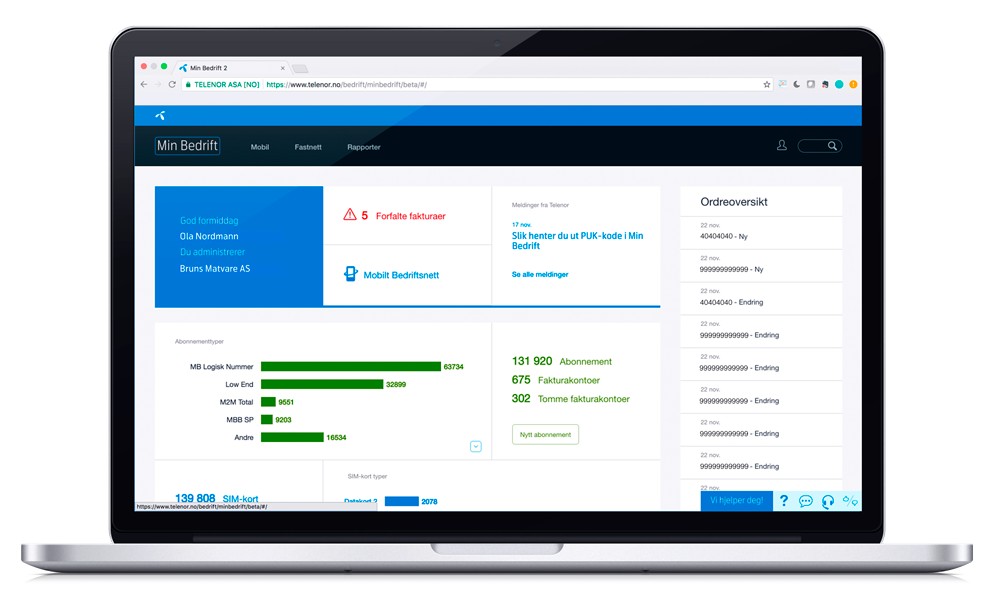 Min Bedrift 2
TELENOR ASA [NO]
https://www.telenor.no/bedrift/minbedrift/beta/#/
Min Bedrift
Mobil
Fastnett
Rapporter
God formiddag
Ola Nordmann
Du administrerer
Bruns Matvare AS
5 Forfalte fakturaer
Mobilt Bedriftsnett
Meldinger fra Telenor
17 nov.
Slik henter du ut PUK-kode i Min
Bedrift
Se alle meldinger
Ordreoversikt
22 nov.
40404040 - Ny
22 nov.
999999999999 - Ny
22 nov.
40404040 - Endring
22 nov.
999999999999 - Endring
22 nov.
999999999999 - Endring
22 nov.
999999999999 - Endring
22 nov.
999999999999 - Endring
22 nov.
999999999999 - Endring
22 nov.
Abonnementtyper
MB Logisk Nummer 63734
Low End 32899
M2M Total 9551
MBB SP 9203
Andre 16534
131 920 Abonnement
675 Fakturakontoer
302 Tomme fakturakontoer
Nytt abonnement
139 808 SIM-kort
SIM-kort typer
Datakort 2 2078
Vi hjelper deg!
?
https://www.telenor.no/bedrift/minbedrift/beta/#/